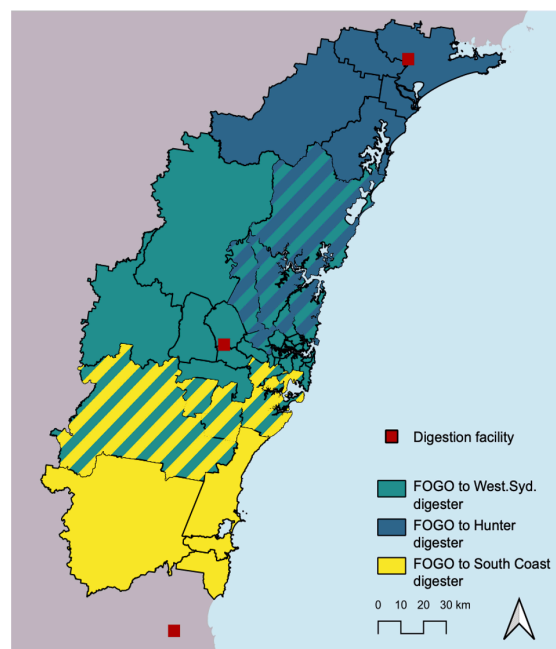 Digestion facility
FOGO to West.Syd.
digester
FOGO to Hunter
digester
FOGO to South Coast
digester
0 10 20 30 km